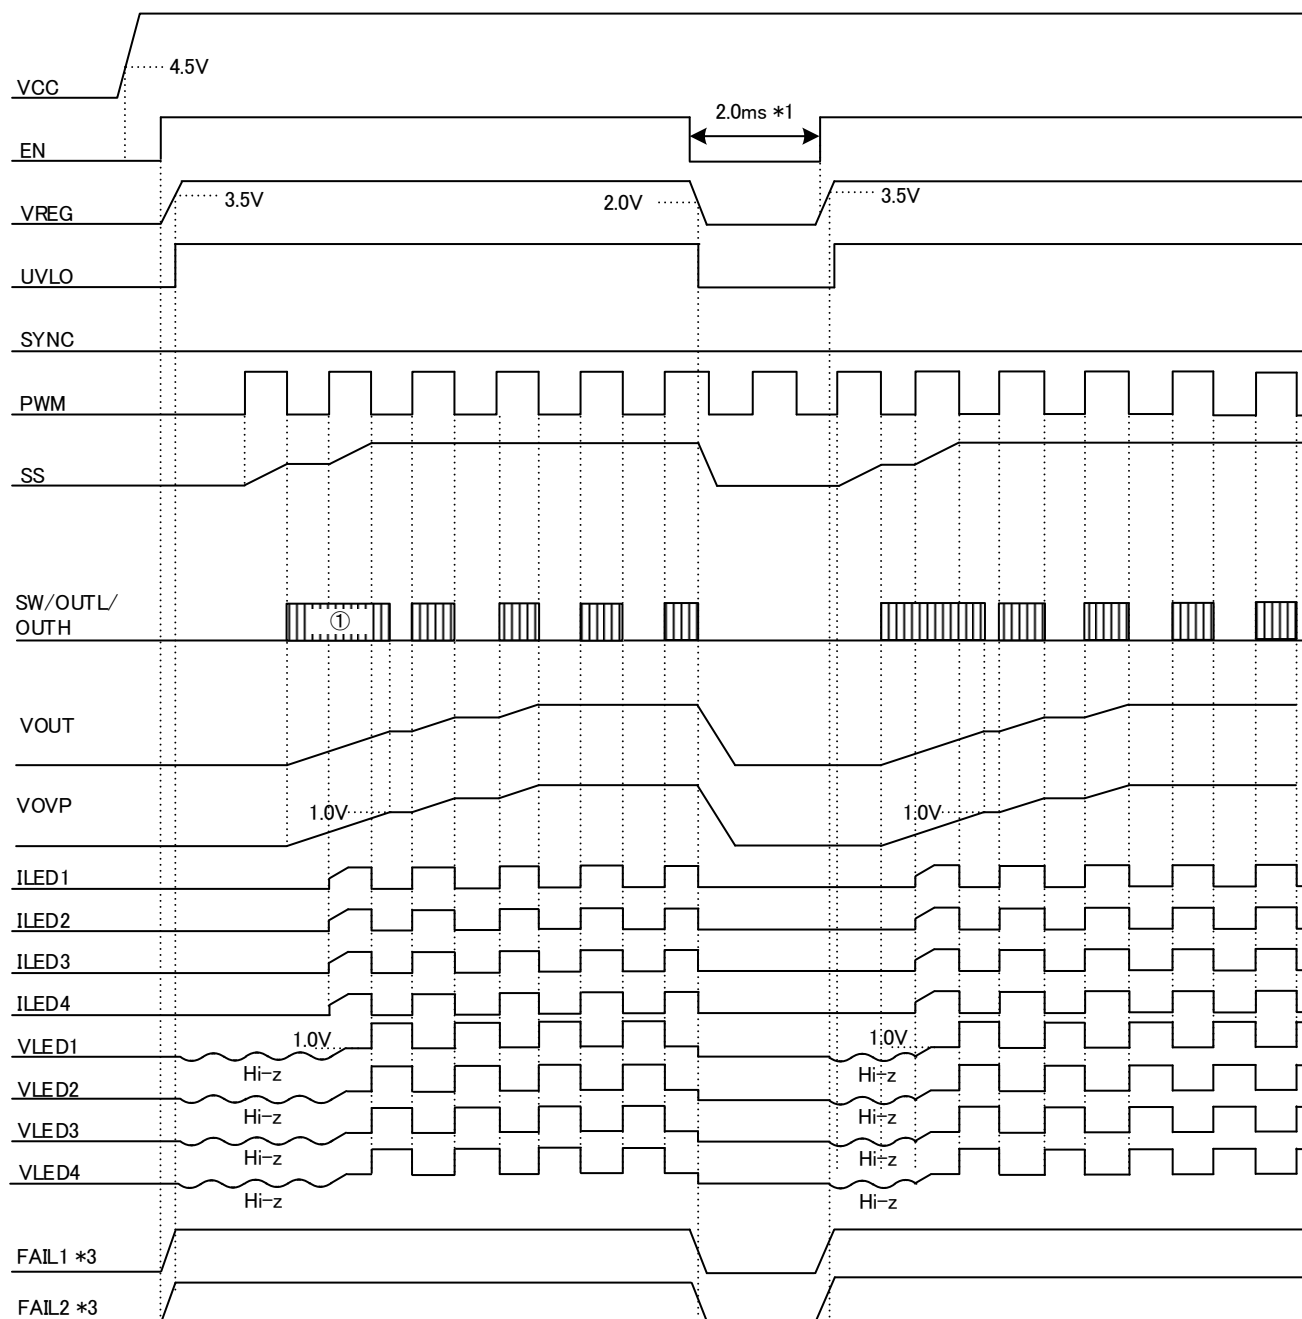 VCC
4.5V
EN
2.0ms *1
VREG
3.5V
2.0V
3.5V
UVLO
SYNC
PWM
SS
SW/OUTL/
OUTH
①
VOUT
VOVP
1.0V
1.0V
ILED1
ILED2
ILED3
ILED4
VLED1
1.0V
1.0V
Hi-z
Hi-z
VLED2
Hi-z
Hi-z
VLED3
Hi-z
Hi-z
VLED4
Hi-z
Hi-z
FAIL1 *3
FAIL2 *3